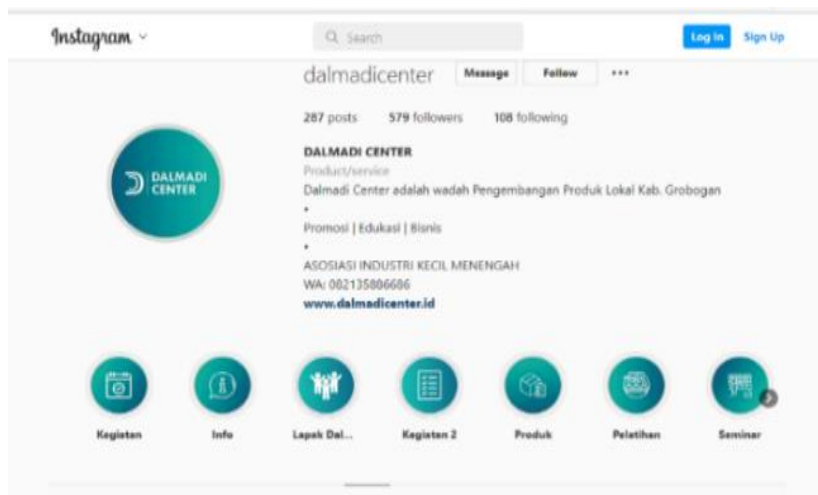 Instagram
Search
Log In
Sign Up
dalmadicenter
Message
Follow
287 posts 579 followers 108 following
DALMADI CENTER
Product/service
Dalmadi Center adalah wadah Pengembangan Produk Lokal Kab. Grobogan
•
Promosi | Edukasi | Bisnis
•
ASOSIASI INDUSTRI KECIL MENENGAH
WA: 082135806686
www.dalmadicenter.id
DALMADI
CENTER
Kegiatan
Info
Lapak Dal...
Kegiatan 2
Produk
Pelatihan
Seminar